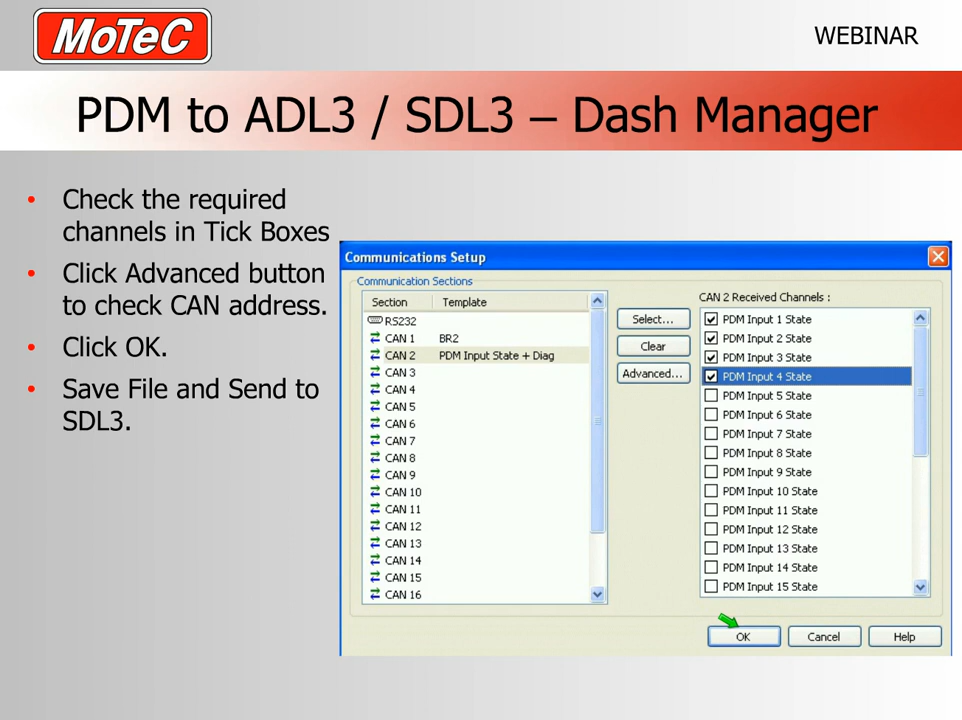 MoTeC
WEBINAR
PDM to ADL3 / SDL3 – Dash Manager
• Check the required
channels in Tick Boxes
• Click Advanced button
to check CAN address.
• Click OK.
• Save File and Send to
SDL3.
Communications Setup
Communication Sections
Section Template
RS232
CAN 1 BR2
CAN 2 PDM Input State + Diag
CAN 3
CAN 4
CAN 5
CAN 6
CAN 7
CAN 8
CAN 9
CAN 10
CAN 11
CAN 12
CAN 13
CAN 14
CAN 15
CAN 16
Select...
Clear
Advanced...
CAN 2 Received Channels :
PDM Input 1 State
PDM Input 2 State
PDM Input 3 State
PDM Input 4 State
PDM Input 5 State
PDM Input 6 State
PDM Input 7 State
PDM Input 8 State
PDM Input 9 State
PDM Input 10 State
PDM Input 11 State
PDM Input 12 State
PDM Input 13 State
PDM Input 14 State
PDM Input 15 State
OK Cancel Help